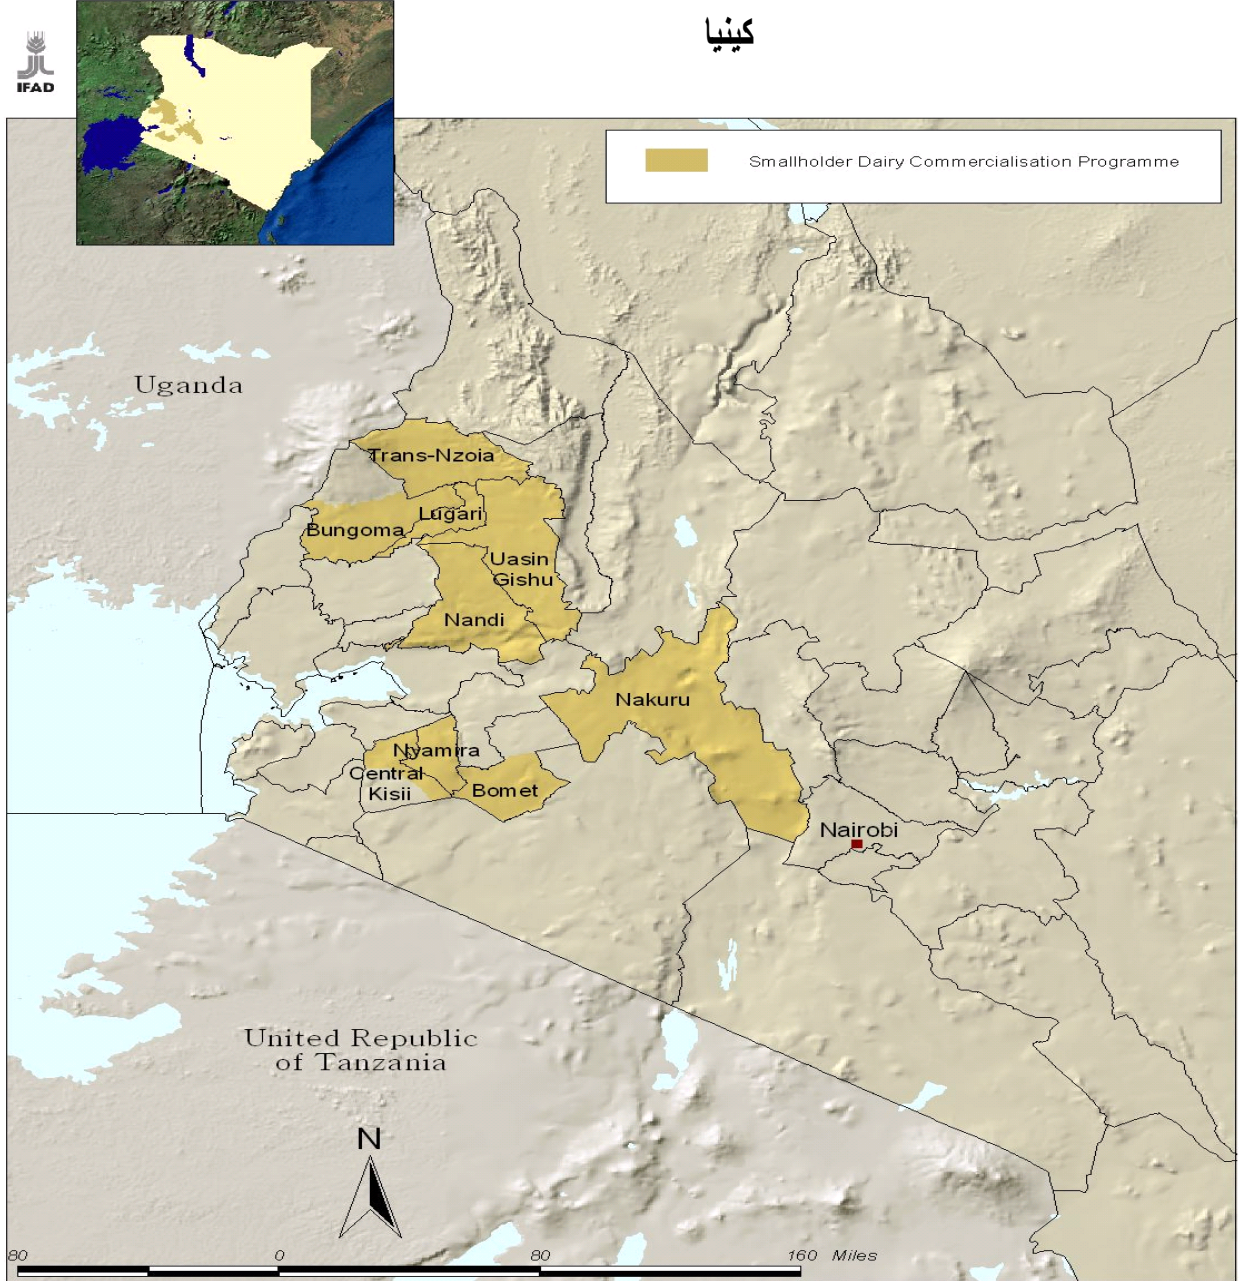 كينيا
IFAD
Smallholder Dairy Commercialisation Programme
Uganda
Trans-Nzoia
Lugari
Bungoma
Uasin
Gishu
Nandi
Nakuru
Nyamira
Central
Kisii
Bomet
Nairobi
United Republic
of Tanzania
N
80 0 80 160 Miles